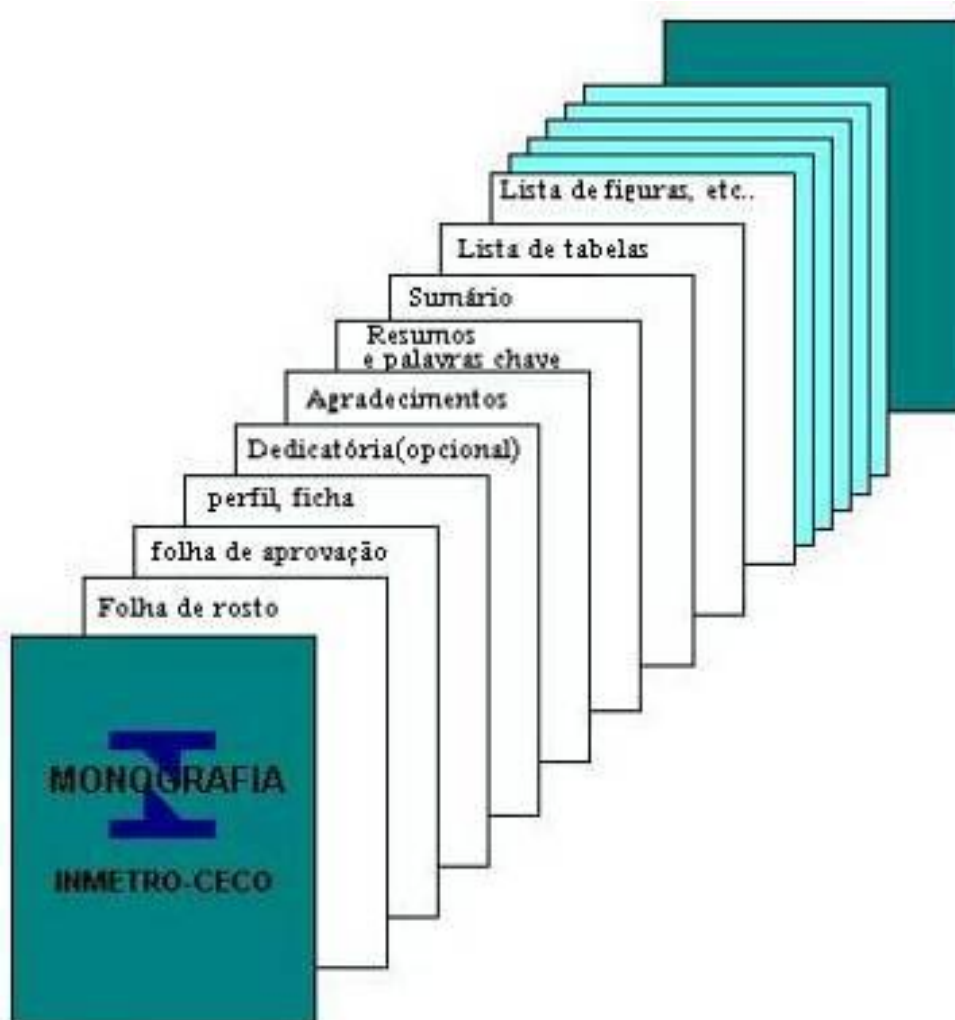 Lista de figuras, etc..
Lista de tabelas
Sumário
Resumos
e palavras chave
Agradecimentos
Dedicatória(opcional)
perfil, ficha
folha de aprovação
Folha de rosto
MONOGRAFIA
INMETRO-CECO